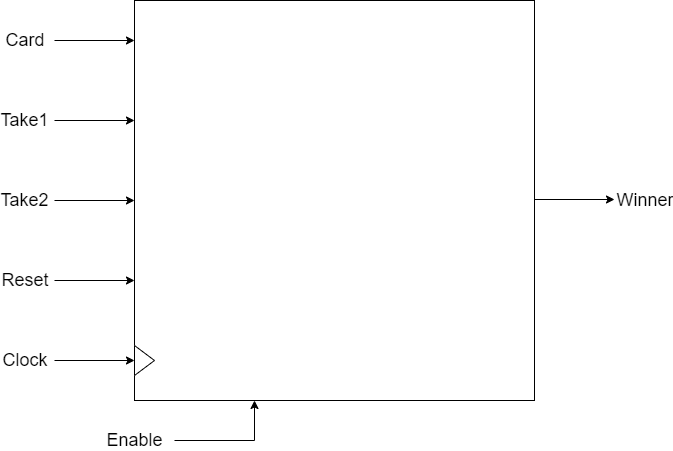 Card
Take1
Take2
Winner
Reset
Clock
Enable